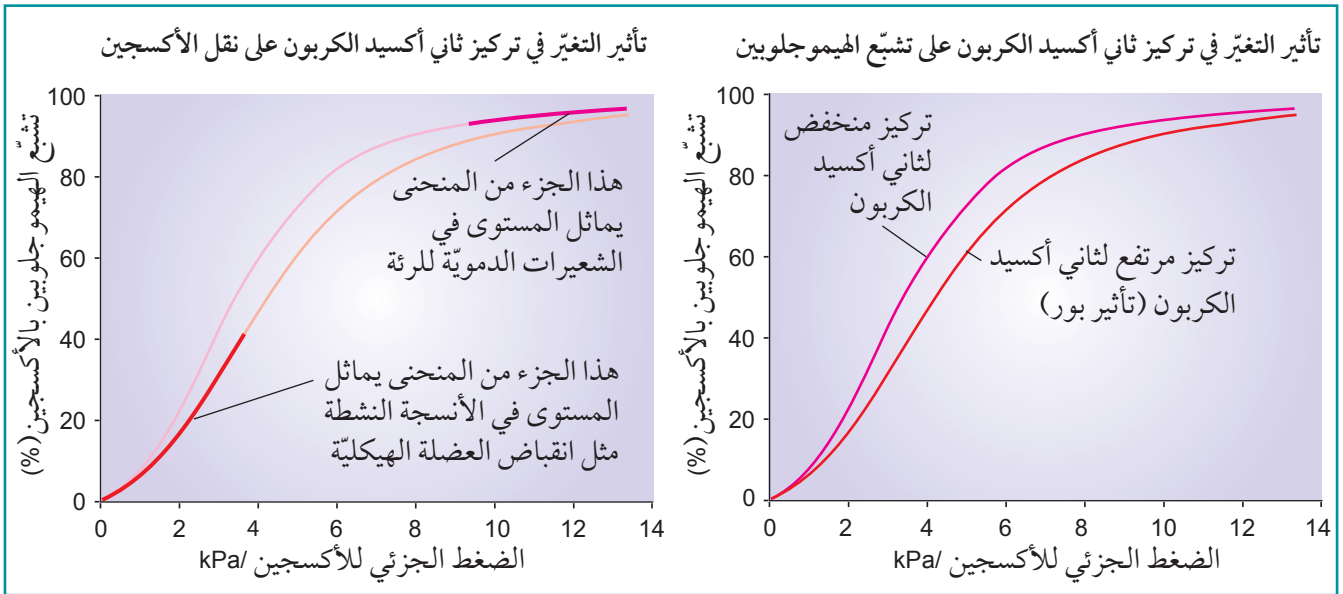 تأثير التغيّر في تركيز ثاني أكسيد الكربون على تشبّع الهيموجلوبين
تشبّع الهيموجلوبين بالأكسجين (%)
100
80
60
40
20
0
تركيز منخفض
لثاني أكسيد
الكربون
تركيز مرتفع لثاني أكسيد
الكربون (تأثير بور)
0 2 4 6 8 10 12 14
الضغط الجزئي للأكسجين /kPa
تأثير التغيّر في تركيز ثاني أكسيد الكربون على نقل الأكسجين
تشبّع الهيموجلوبين بالأكسجين (%)
100
80
60
40
20
0
هذا الجزء من المنحنى
يماثل المستوى في
الشعيرات الدمويّة للرئة
هذا الجزء من المنحنى يماثل
المستوى في الأنسجة النشطة
مثل انقباض العضلة الهيكليّة
0 2 4 6 8 10 12 14
الضغط الجزئي للأكسجين /kPa